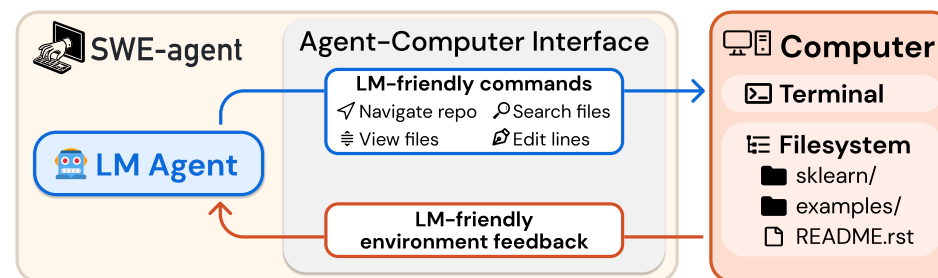 SWE-agent
Agent-Computer Interface
LM-friendly commands
Navigate repo
Search files
View files
Edit lines
LM Agent
LM-friendly
environment feedback
Computer
Terminal
Filesystem
sklearn/
examples/
README.rst